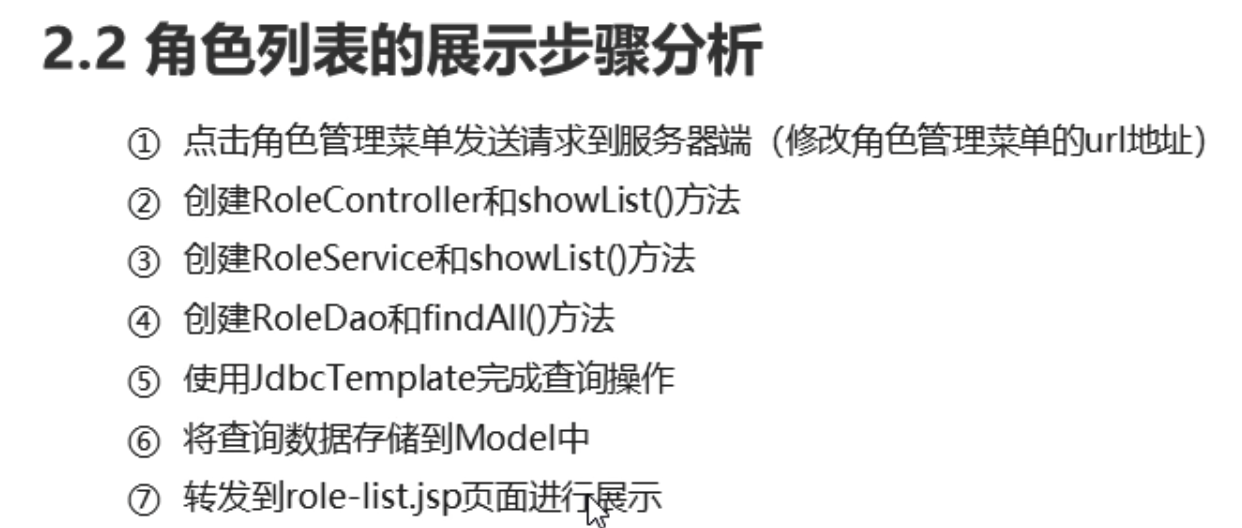 2.2 角色列表的展示步骤分析
① 点击角色管理菜单发送请求到服务器端（修改角色管理菜单的url地址）
② 创建RoleController和showList()方法
③ 创建RoleService和showList()方法
④ 创建RoleDao和findAll()方法
⑤ 使用JdbcTemplate完成查询操作
⑥ 将查询数据存储到Model中
⑦ 转发到role-list.jsp页面进行展示